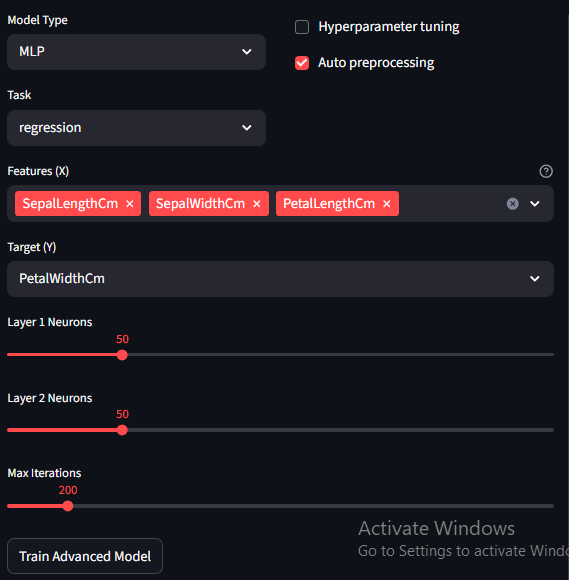 Model Type
MLP
Hyperparameter tuning
Auto preprocessing
Task
regression
Features (X)
SepalLengthCm ×
SepalWidthCm ×
PetalLengthCm ×
Target (Y)
PetalWidthCm
Layer 1 Neurons
50
Layer 2 Neurons
50
Max Iterations
200
Train Advanced Model
Activate Windows
Go to Settings to activate